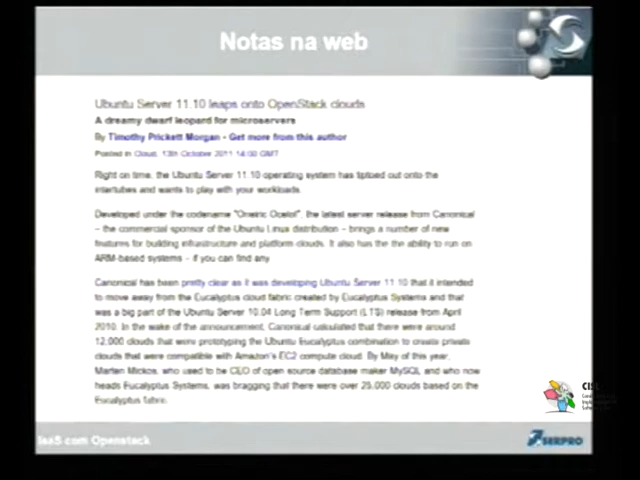 Notas na web
Ubuntu Server 11.10 leaps onto OpenStack clouds
A dreamy dwarf leopard for microservers
By Timothy Prickett Morgan - Get more from this author
Posted in Cloud, 13th October 2011 14:00 GMT
Right on time, the Ubuntu Server 11.10 operating system has tiptoed out onto the
intertubes and wants to play with your workloads.
Developed under the codename "Oneiric Ocelot", the latest server release from Canonical
– the commercial sponsor of the Ubuntu Linux distribution – brings a number of new
features for building infrastructure and platform clouds. It also has the the ability to run on
ARM-based systems – if you can find any.
Canonical has been pretty clear as it was developing Ubuntu Server 11.10 that it intended
to move away from the Eucalyptus cloud fabric created by Eucalyptus Systems and that
was a big part of the Ubuntu Server 10.04 Long Term Support (LTS) release from April
2010. In the wake of the announcement, Canonical calculated that there were around
12,000 clouds that were prototyping the Ubuntu Eucalyptus combination to create private
clouds that were compatible with Amazon's EC2 compute cloud. By May of this year,
Marten Mickos, who used to be CEO of open source database maker MySQL and who now
heads Eucalyptus Systems, was bragging that there were over 25,000 clouds based on the
Eucalyptus fabric.
IaaS com Openstack
SERPRO